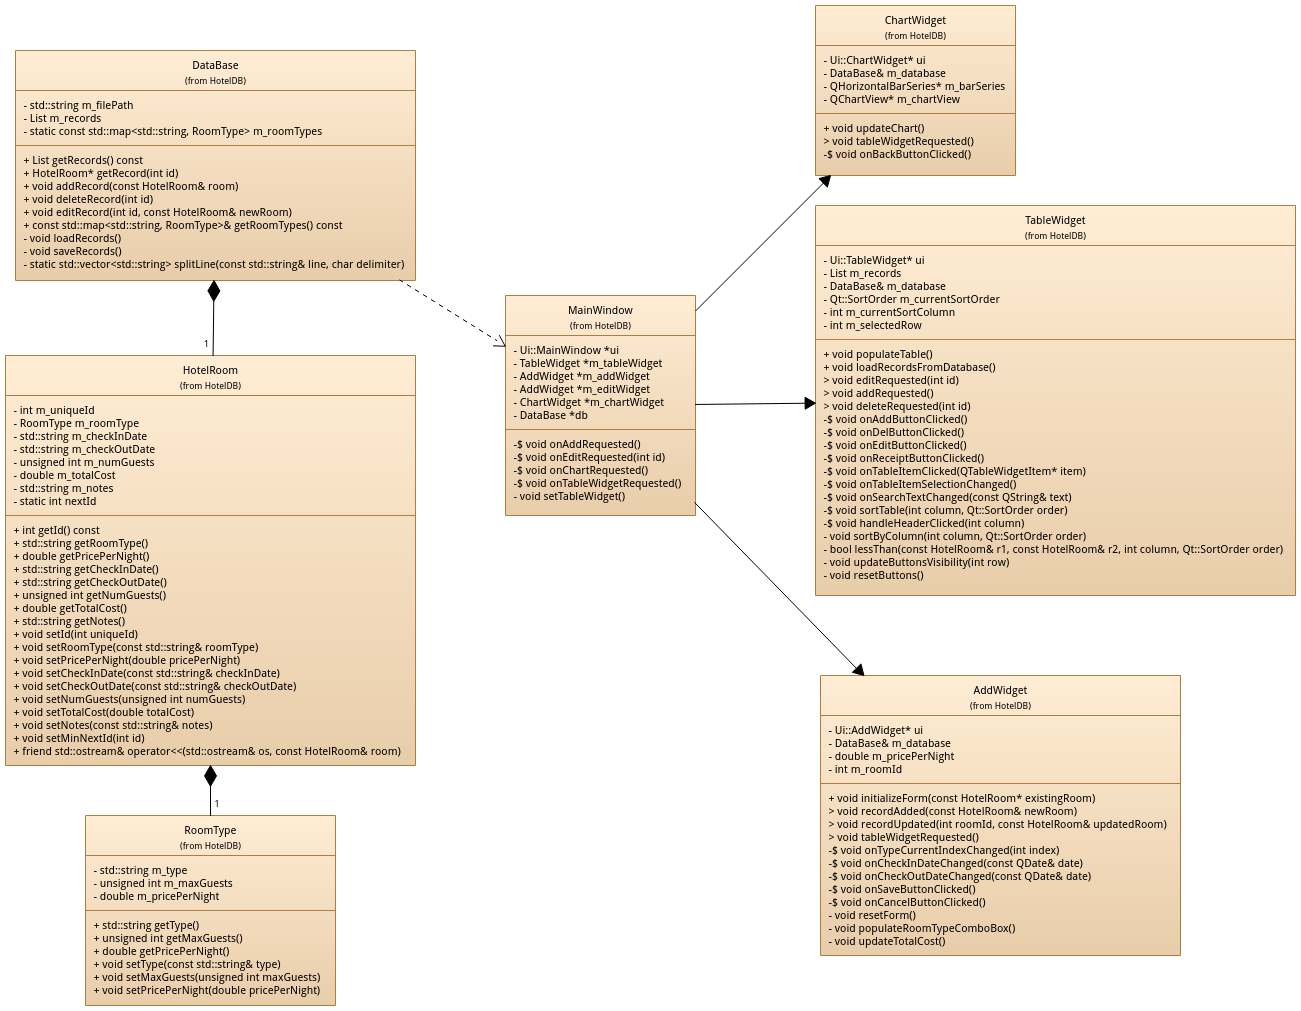 DataBase
(from HotelDB)
- std::string m_filePath
- List m_records
- static const std::map<std::string, RoomType> m_roomTypes
+ List getRecords() const
+ HotelRoom* getRecord(int id)
+ void addRecord(const HotelRoom& room)
+ void deleteRecord(int id)
+ void editRecord(int id, const HotelRoom& newRoom)
+ const std::map<std::string, RoomType>& getRoomTypes() const
- void loadRecords()
- void saveRecords()
- static std::vector<std::string> splitLine(const std::string& line, char delimiter)
1
HotelRoom
(from HotelDB)
- int m_uniqueId
- RoomType m_roomType
- std::string m_checkInDate
- std::string m_checkOutDate
- unsigned int m_numGuests
- double m_totalCost
- std::string m_notes
- static int nextId
+ int getId() const
+ std::string getRoomType()
+ double getPricePerNight()
+ std::string getCheckInDate()
+ std::string getCheckOutDate()
+ unsigned int getNumGuests()
+ double getTotalCost()
+ std::string getNotes()
+ void setId(int uniqueId)
+ void setRoomType(const std::string& roomType)
+ void setPricePerNight(double pricePerNight)
+ void setCheckInDate(const std::string& checkInDate)
+ void setCheckOutDate(const std::string& checkOutDate)
+ void setNumGuests(unsigned int numGuests)
+ void setTotalCost(double totalCost)
+ void setNotes(const std::string& notes)
+ void setMinNextId(int id)
+ friend std::ostream& operator<<(std::ostream& os, const HotelRoom& room)
1
RoomType
(from HotelDB)
- std::string m_type
- unsigned int m_maxGuests
- double m_pricePerNight
+ std::string getType()
+ unsigned int getMaxGuests()
+ double getPricePerNight()
+ void setType(const std::string& type)
+ void setMaxGuests(unsigned int maxGuests)
+ void setPricePerNight(double pricePerNight)
MainWindow
(from HotelDB)
- Ui::MainWindow *ui
- TableWidget *m_tableWidget
- AddWidget *m_addWidget
- AddWidget *m_editWidget
- ChartWidget *m_chartWidget
- DataBase *db
-$ void onAddRequested()
-$ void onEditRequested(int id)
-$ void onChartRequested()
-$ void onTableWidgetRequested()
- void setTableWidget()
ChartWidget
(from HotelDB)
- Ui::ChartWidget* ui
- DataBase& m_database
- QHorizontalBarSeries* m_barSeries
- QChartView* m_chartView
+ void updateChart()
> void tableWidgetRequested()
-$ void onBackButtonClicked()
TableWidget
(from HotelDB)
- Ui::TableWidget* ui
- List m_records
- DataBase& m_database
- Qt::SortOrder m_currentSortOrder
- int m_currentSortColumn
- int m_selectedRow
+ void populateTable()
+ void loadRecordsFromDatabase()
> void editRequested(int id)
> void addRequested()
> void deleteRequested(int id)
-$ void onAddButtonClicked()
-$ void onDelButtonClicked()
-$ void onEditButtonClicked()
-$ void onReceiptButtonClicked()
-$ void onTableItemClicked(QTableWidgetItem* item)
-$ void onTableItemSelectionChanged()
-$ void onSearchTextChanged(const QString& text)
-$ void sortTable(int column, Qt::SortOrder order)
-$ void handleHeaderClicked(int column)
- void sortByColumn(int column, Qt::SortOrder order)
- bool lessThan(const HotelRoom& r1, const HotelRoom& r2, int column, Qt::SortOrder order)
- void updateButtonsVisibility(int row)
- void resetButtons()
AddWidget
(from HotelDB)
- Ui::AddWidget* ui
- DataBase& m_database
- double m_pricePerNight
- int m_roomId
+ void initializeForm(const HotelRoom* existingRoom)
> void recordAdded(const HotelRoom& newRoom)
> void recordUpdated(int roomId, const HotelRoom& updatedRoom)
> void tableWidgetRequested()
-$ void onTypeCurrentIndexChanged(int index)
-$ void onCheckInDateChanged(const QDate& date)
-$ void onCheckOutDateChanged(const QDate& date)
-$ void onSaveButtonClicked()
-$ void onCancelButtonClicked()
- void resetForm()
- void populateRoomTypeComboBox()
- void updateTotalCost()